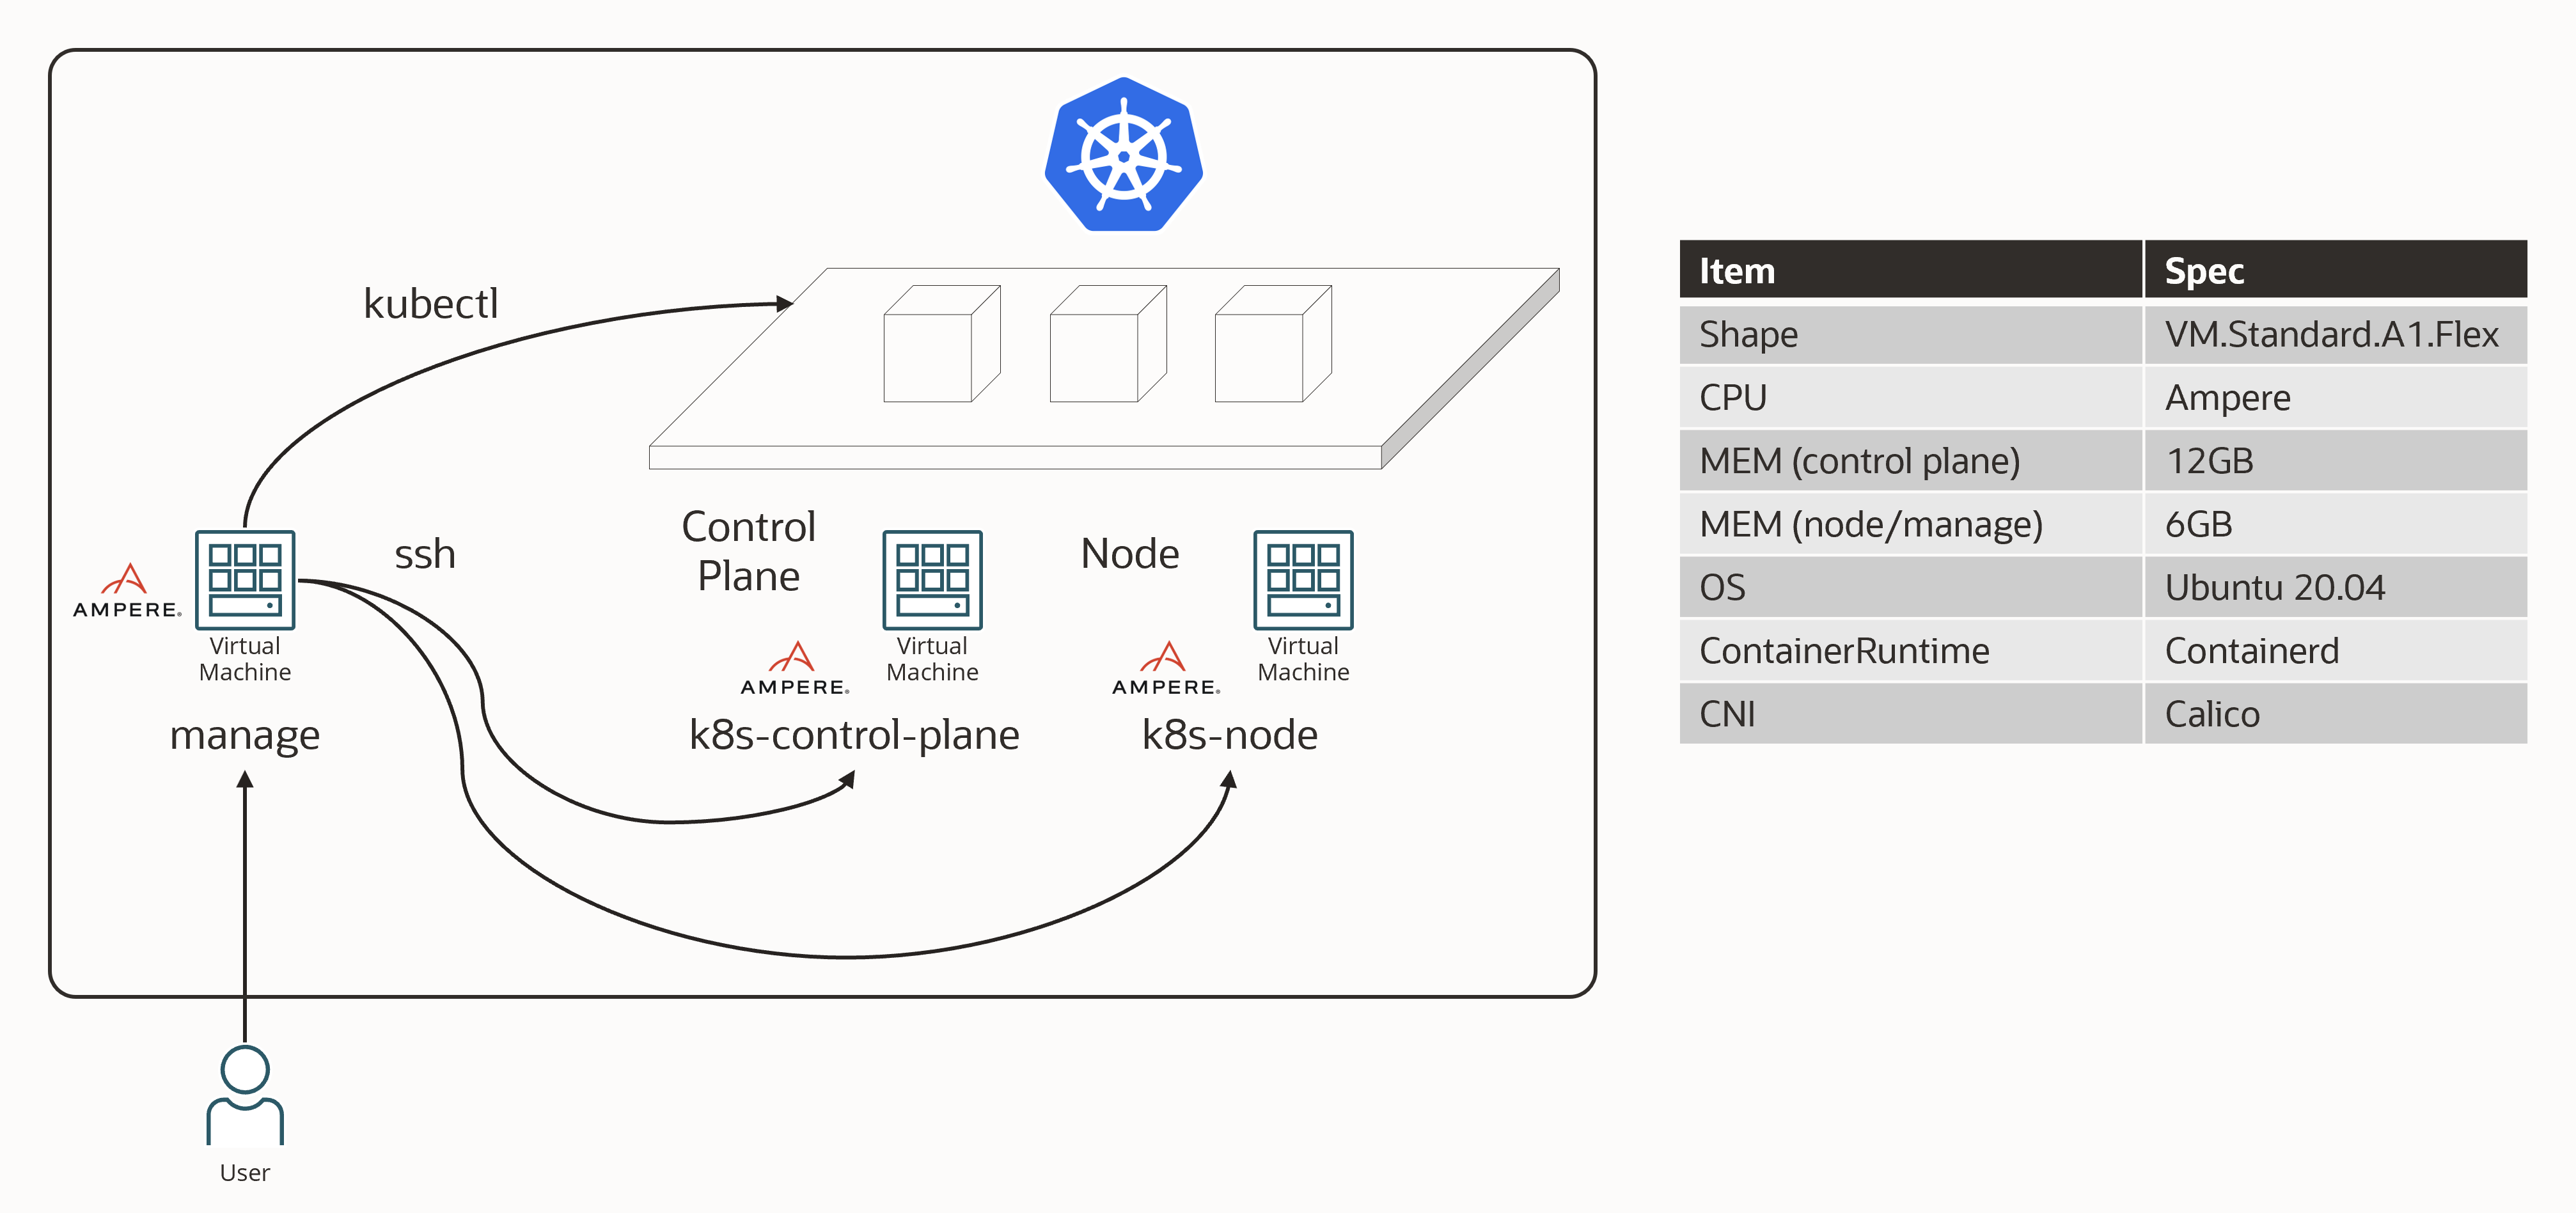 kubectl
ssh
AMPERE®
Virtual
Machine
manage
Control
Plane
Virtual
Machine
AMPERE®
k8s-control-plane
Node
Virtual
Machine
AMPERE®
k8s-node
User
Item Spec
Shape VM.Standard.A1.Flex
CPU Ampere
MEM (control plane) 12GB
MEM (node/manage) 6GB
OS Ubuntu 20.04
ContainerRuntime Containerd
CNI Calico